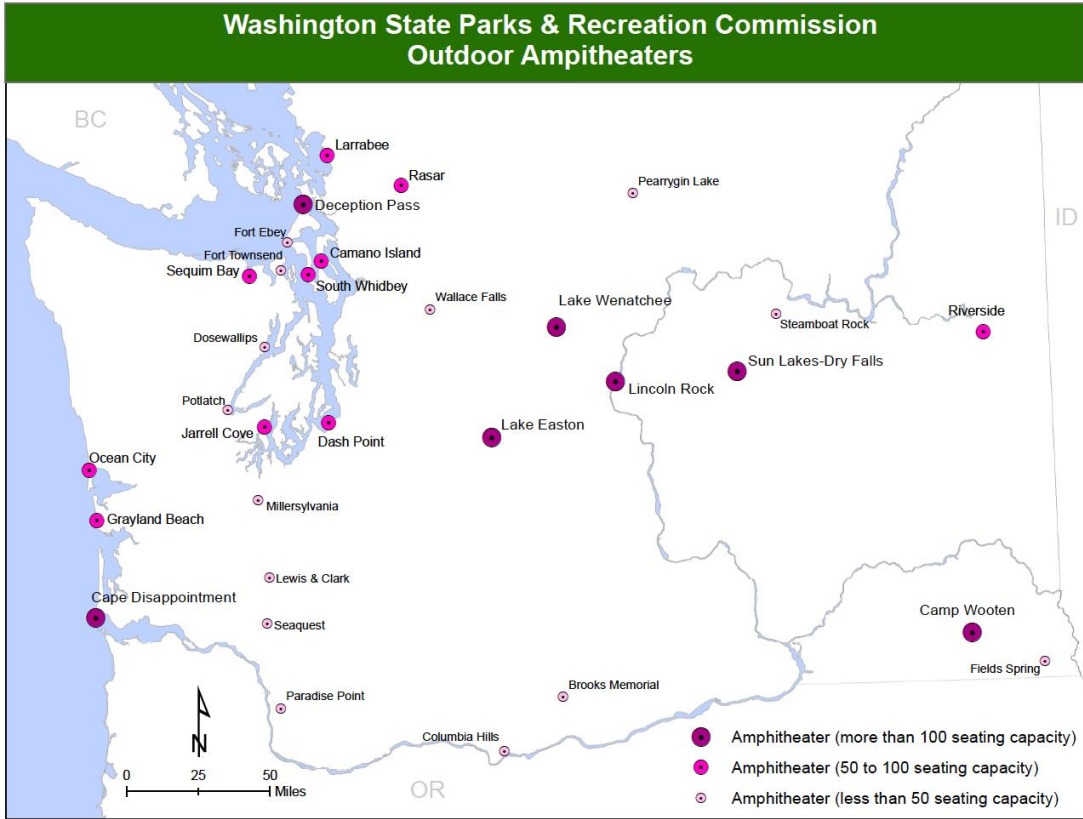 Washington State Parks & Recreation Commission
Outdoor Ampitheaters
BC
Larrabee
Rasar
Pearrygin Lake
Deception Pass
ID
Fort Ebey
Fort Townsend
Camano Island
Sequim Bay
South Whidbey
Wallace Falls
Lake Wenatchee
Steamboat Rock
Riverside
Dosewallips
Sun Lakes-Dry Falls
Lincoln Rock
Potlatch
Jarrell Cove
Dash Point
Lake Easton
Ocean City
Millersylvania
Grayland Beach
Lewis & Clark
Cape Disappointment
Seaquest
Camp Wooten
Fields Spring
Paradise Point
Brooks Memorial
Columbia Hills
N
0 25 50
Miles
OR
Amphitheater (more than 100 seating capacity)
Amphitheater (50 to 100 seating capacity)
Amphitheater (less than 50 seating capacity)